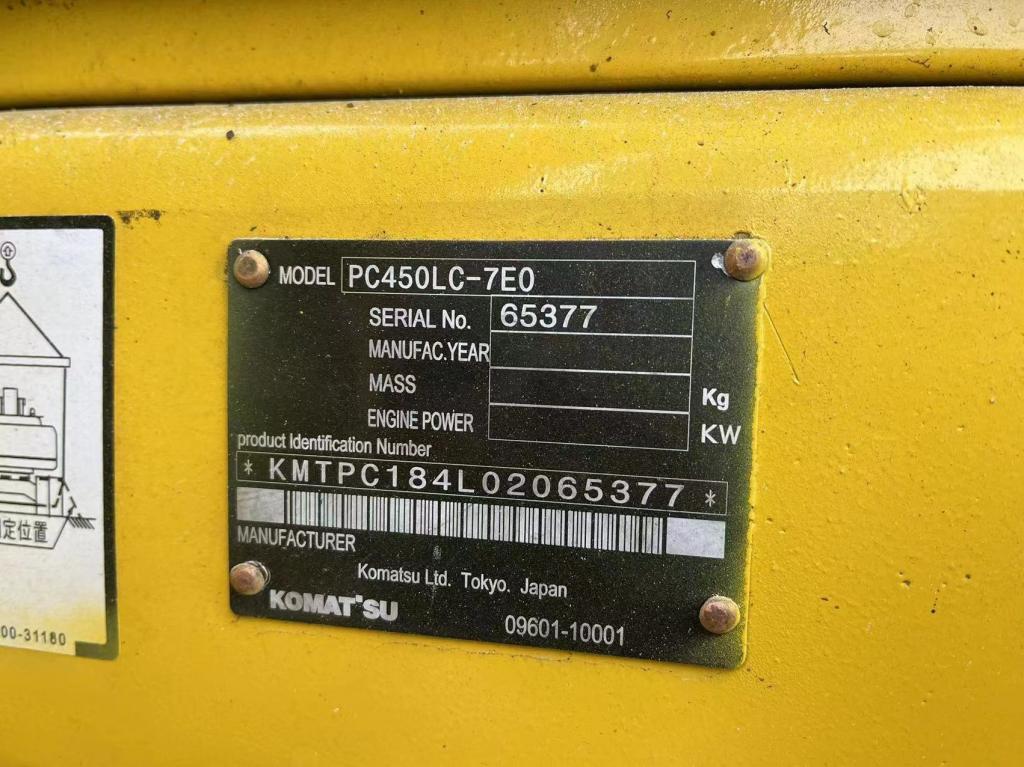 MODEL PC450LC-7E0
SERIAL No. 65377
MANUFAC.YEAR
MASS Kg
ENGINE POWER KW
product Identification Number
* KMTPC184L02065377 *
MANUFACTURER
Komatsu Ltd. Tokyo. Japan
KOMATSU
09601-10001
定位置
00-31180